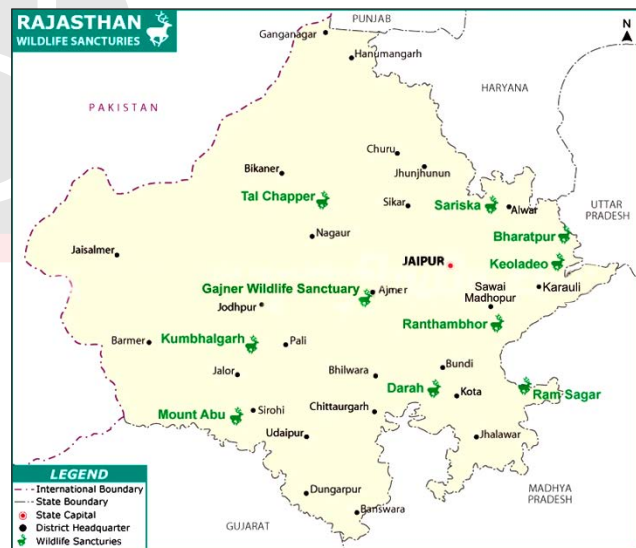 RAJASTHAN
WILDLIFE SANCTURIES
PUNJAB
N
Ganganagar
Hanumangarh
HARYANA
PAKISTAN
Churu
Jhunjhunun
Bikaner
Tal Chapper
Sikar
Sariska
Alwar
UTTAR
PRADESH
Nagaur
Bharatpur
Jaisalmer
JAIPUR
Keoladeo
Gajner Wildlife Sanctuary
Ajmer
Sawai
Madhopur
Karauli
Jodhpur
Ranthambhor
Barmer
Kumbhalgarh
Pali
Jalor
Bhilwara
Bundi
Darah
Kota
Ram Sagar
Mount Abu
Sirohi
Chittaurgarh
Udaipur
Jhalawar
LEGEND
International Boundary
State Boundary
State Capital
District Headquarter
Wildlife Sancturies
Dungarpur
Banswara
GUJARAT
MADHYA
PRADESH